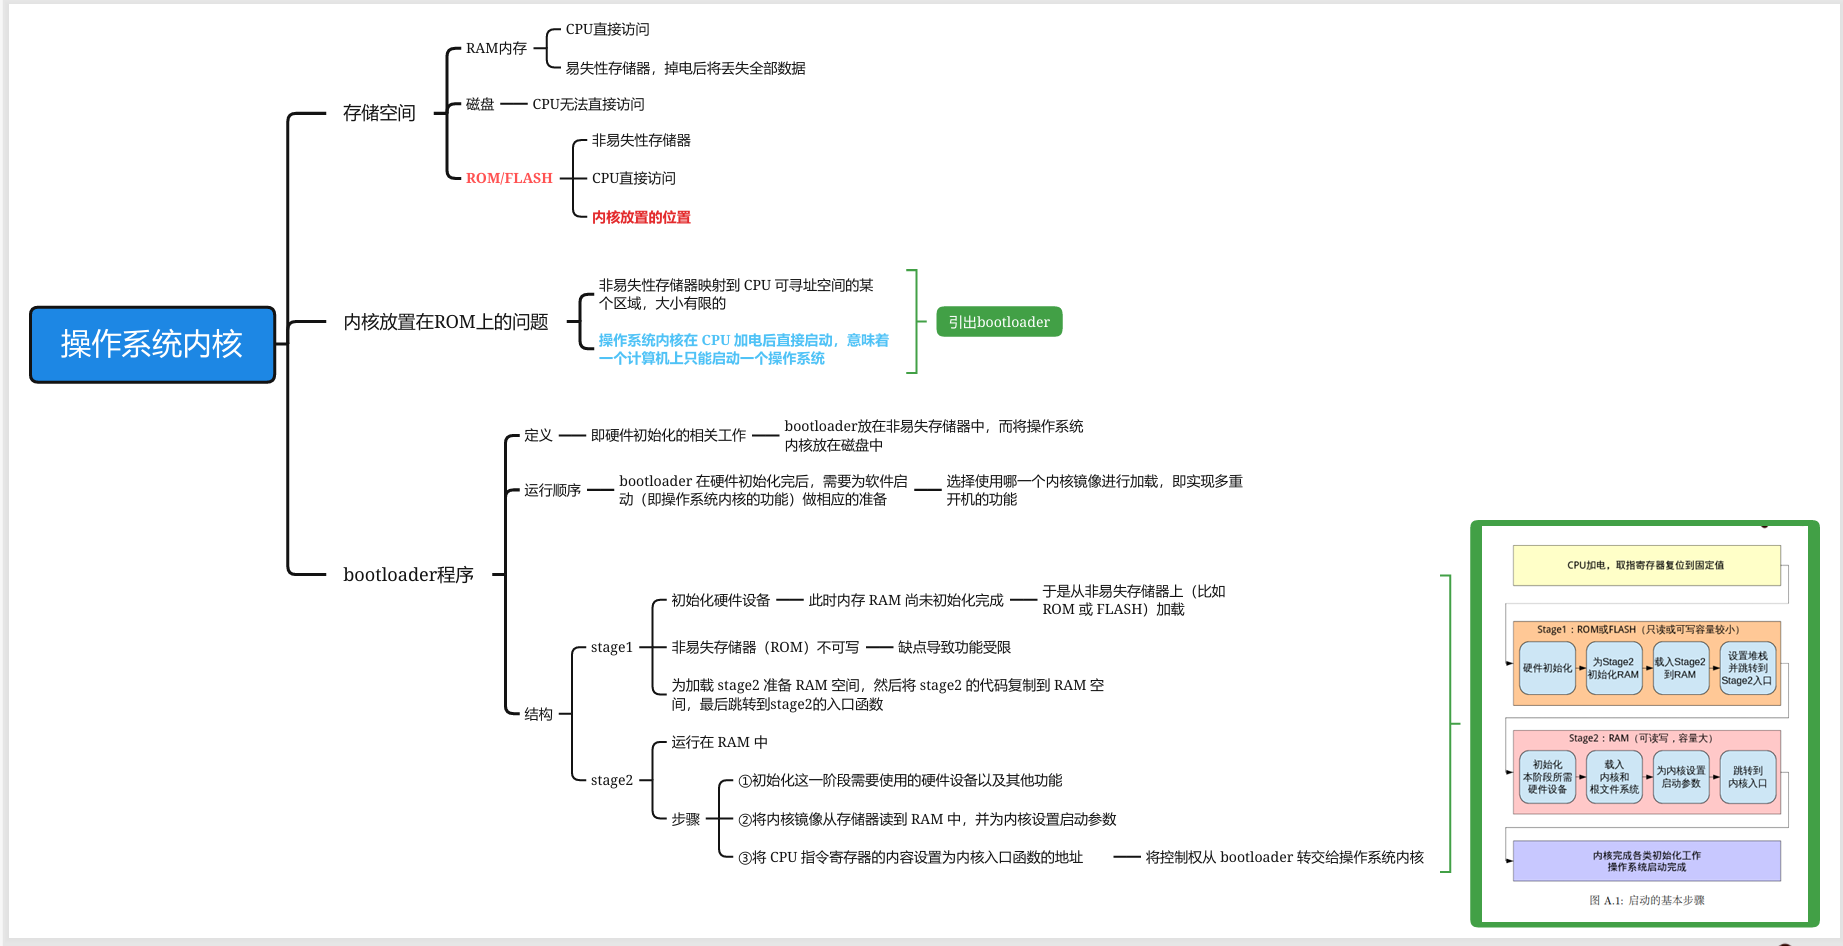 操作系统内核
存储空间
RAM内存
CPU直接访问
易失性存储器，掉电后将丢失全部数据
磁盘
CPU无法直接访问
ROM/FLASH
非易失性存储器
CPU直接访问
内核放置的位置
内核放置在ROM上的问题
非易失性存储器映射到 CPU 可寻址空间的某
个区域，大小有限的
操作系统内核在 CPU 加电后直接启动，意味着
一个计算机上只能启动一个操作系统
引出bootloader
bootloader程序
定义
即硬件初始化的相关工作
bootloader放在非易失存储器中，而将操作系统
内核放在磁盘中
运行顺序
bootloader 在硬件初始化完后，需要为软件启
动（即操作系统内核的功能）做相应的准备
选择使用哪一个内核镜像进行加载，即实现多重
开机的功能
结构
stage1
初始化硬件设备
此时内存 RAM 尚未初始化完成
于是从非易失存储器上（比如
ROM 或 FLASH）加载
非易失存储器（ROM）不可写
缺点导致功能受限
为加载 stage2 准备 RAM 空间，然后将 stage2 的代码复制到 RAM 空
间，最后跳转到stage2的入口函数
stage2
运行在 RAM 中
步骤
①初始化这一阶段需要使用的硬件设备以及其他功能
②将内核镜像从存储器读到 RAM 中，并为内核设置启动参数
③将 CPU 指令寄存器的内容设置为内核入口函数的地址
将控制权从 bootloader 转交给操作系统内核
CPU加电，取指寄存器复位到固定值
Stage1：ROM或FLASH（只读或可写容量较小）
硬件初始化
为Stage2
初始化RAM
载入Stage2
到RAM
设置堆栈
并跳转到
Stage2入口
Stage2：RAM（可读写，容量大）
初始化
本阶段所需
硬件设备
载入
内核和
根文件系统
为内核设置
启动参数
跳转到
内核入口
内核完成各类初始化工作
操作系统启动完成
图 A.1: 启动的基本步骤